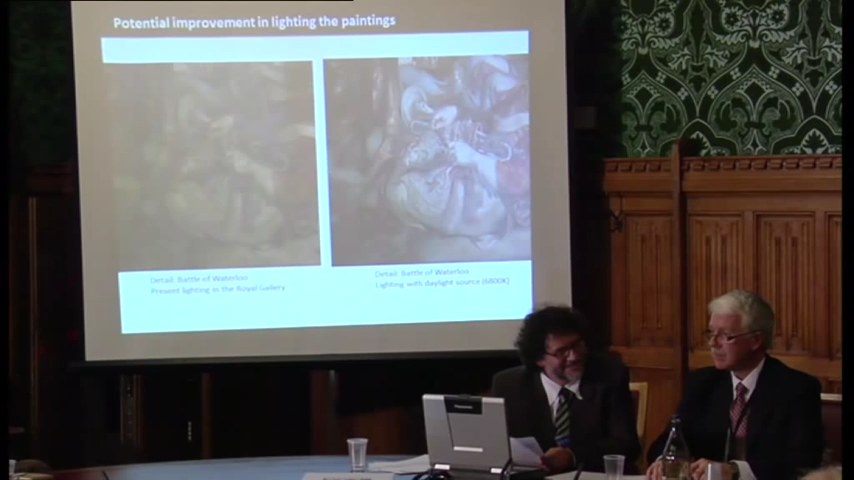 Potential improvement in lighting the paintings
Detail: Battle of Waterloo
Present lighting in the Royal Gallery
Detail: Battle of Waterloo
Lighting with daylight source (6800K)
Panasonic